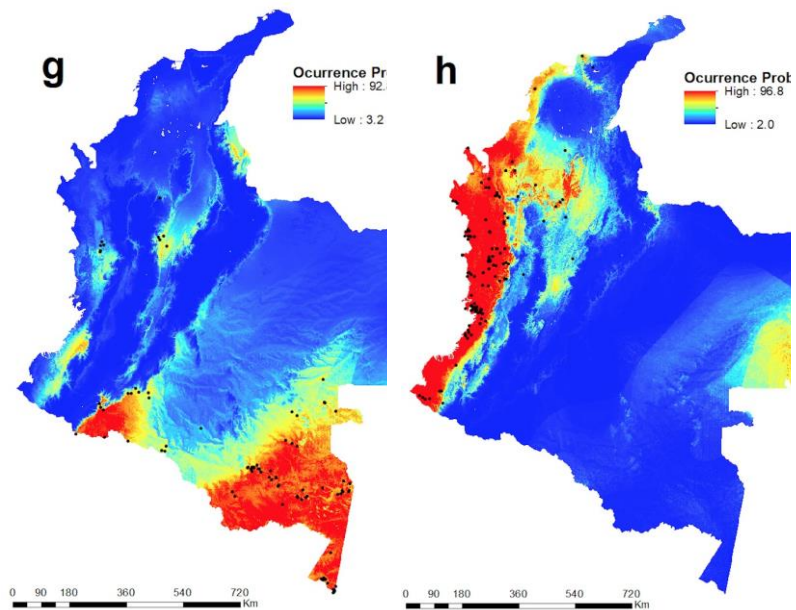 g
Ocurrence
High : 92.
Low : 3.2
0 90 180 360 540 720
Km
h
Ocurrence Prob
High : 96.8
Low : 2.0
0 90 180 360 540 720
Km